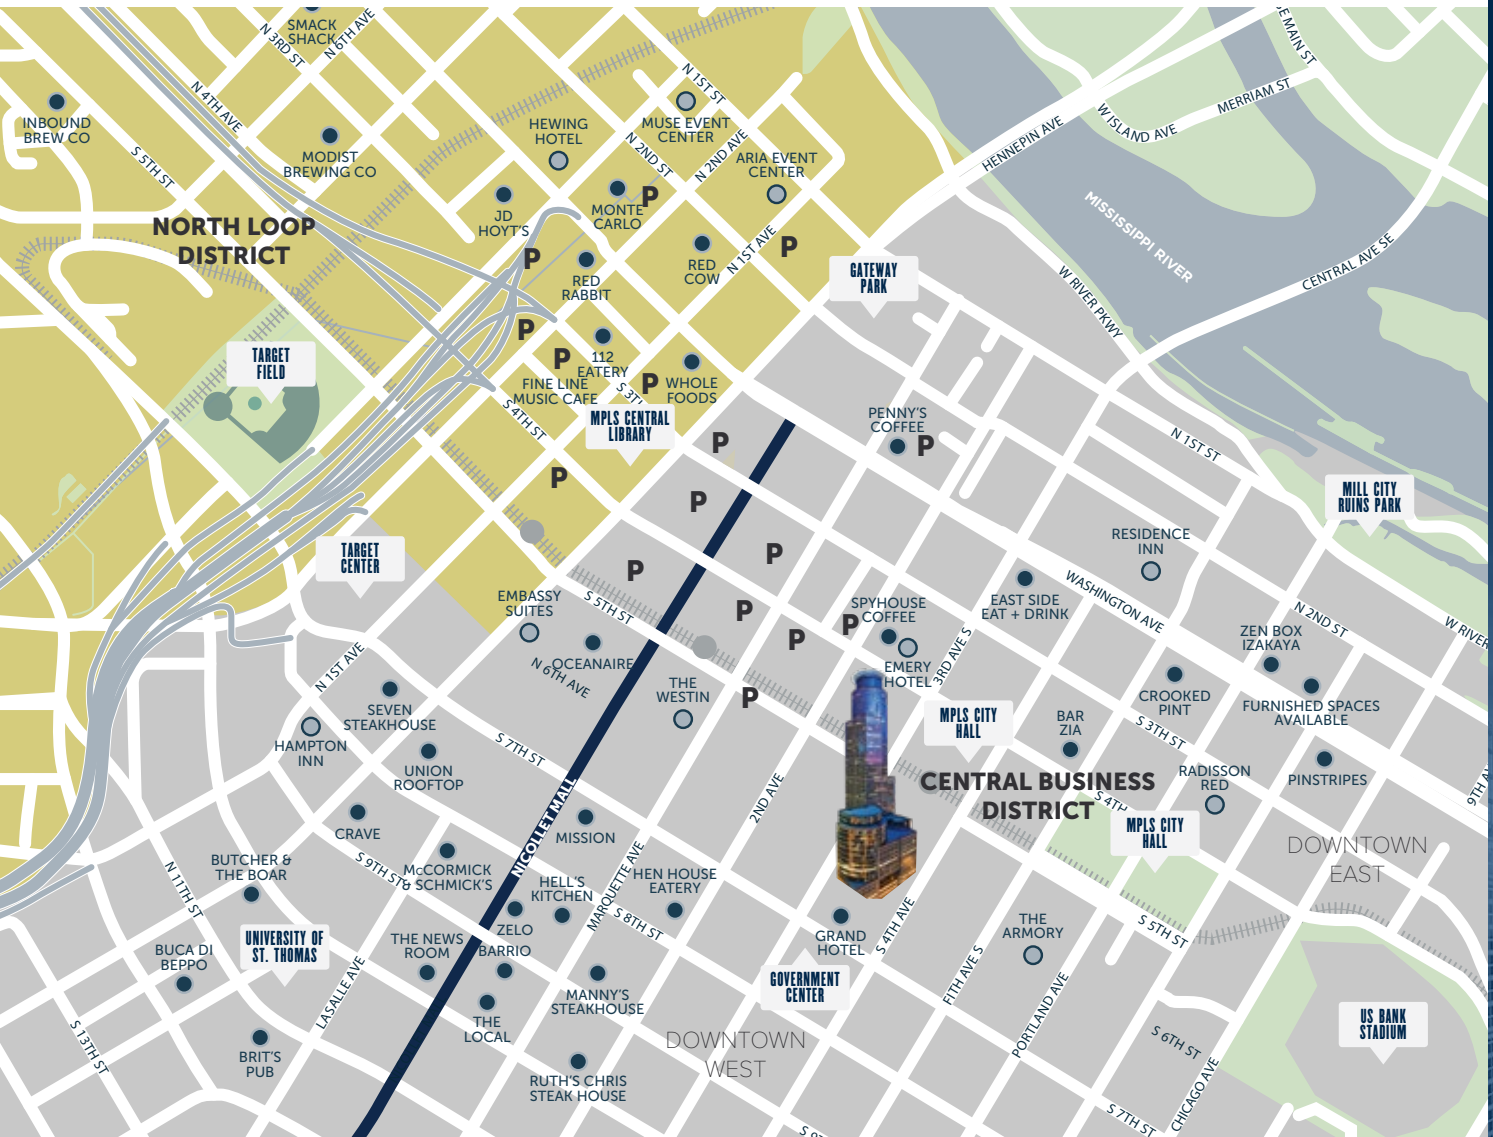 SMACK
SHACK
N 3RD ST
N 6TH AVE
E MAIN ST
N 4TH AVE
N 1ST ST
MERRIAM ST
W ISLAND AVE
HENNEPIN AVE
INBOUND
BREW CO
MODIST
BREWING CO
S 5TH ST
HEWING
HOTEL
MUSE EVENT
CENTER
N 2ND ST
N 2ND AVE
ARIA EVENT
CENTER
JD
HOYT'S
MONTE
CARLO
P
NORTH LOOP
DISTRICT
MISSISSIPPI RIVER
P
RED
RABBIT
RED
COW
N 1ST AVE
P
GATEWAY
PARK
W RIVER PKWY
CENTRAL AVE SE
P
TARGET
FIELD
P
112
EATERY
FINE LINE
MUSIC CAFE
P
WHOLE
FOODS
S 4TH ST
MPLS CENTRAL
LIBRARY
PENNY'S
COFFEE
P
P
N 1ST ST
P
P
MILL CITY
RUINS PARK
TARGET
CENTER
P
P
RESIDENCE
INN
EMBASSY
SUITES
S 5TH ST
P
SPYHOUSE
COFFEE
P
P
EAST SIDE
EAT + DRINK
WASHINGTON AVE
N 2ND ST
W RIVER
ZEN BOX
IZAKAYA
OCEANAIRE
N 6TH AVE
EMERY
HOTEL
3RD AVE S
N 1ST AVE
SEVEN
STEAKHOUSE
THE
WESTIN
P
MPLS CITY
HALL
CROOKED
PINT
FURNISHED SPACES
AVAILABLE
HAMPTON
INN
BAR
ZIA
S 3TH ST
S 7TH ST
UNION
ROOFTOP
RADISSON
RED
PINSTRIPES
9TH A
CENTRAL BUSINESS
DISTRICT
S 4TH
2ND AVE
NICOLLET MALL
CRAVE
MISSION
MPLS CITY
HALL
DOWNTOWN
EAST
BUTCHER &
THE BOAR
S 9TH ST
McCORMICK
& SCHMICK'S
HELL'S
KITCHEN
MARQUETTE AVE
HEN HOUSE
EATERY
N 11TH ST
ZELO
S 8TH ST
GRAND
HOTEL
S 4TH AVE
THE
ARMORY
S 5TH ST
UNIVERSITY OF
ST. THOMAS
THE NEWS
ROOM
BARRIO
BUCA DI
BEPPO
LASALLE AVE
MANNY'S
STEAKHOUSE
GOVERNMENT
CENTER
FITH AVE S
PORTLAND AVE
US BANK
STADIUM
THE
LOCAL
S 13TH ST
BRIT'S
PUB
DOWNTOWN
WEST
S 6TH ST
RUTH'S CHRIS
STEAK HOUSE
CHICAGO AVE
S 7TH ST